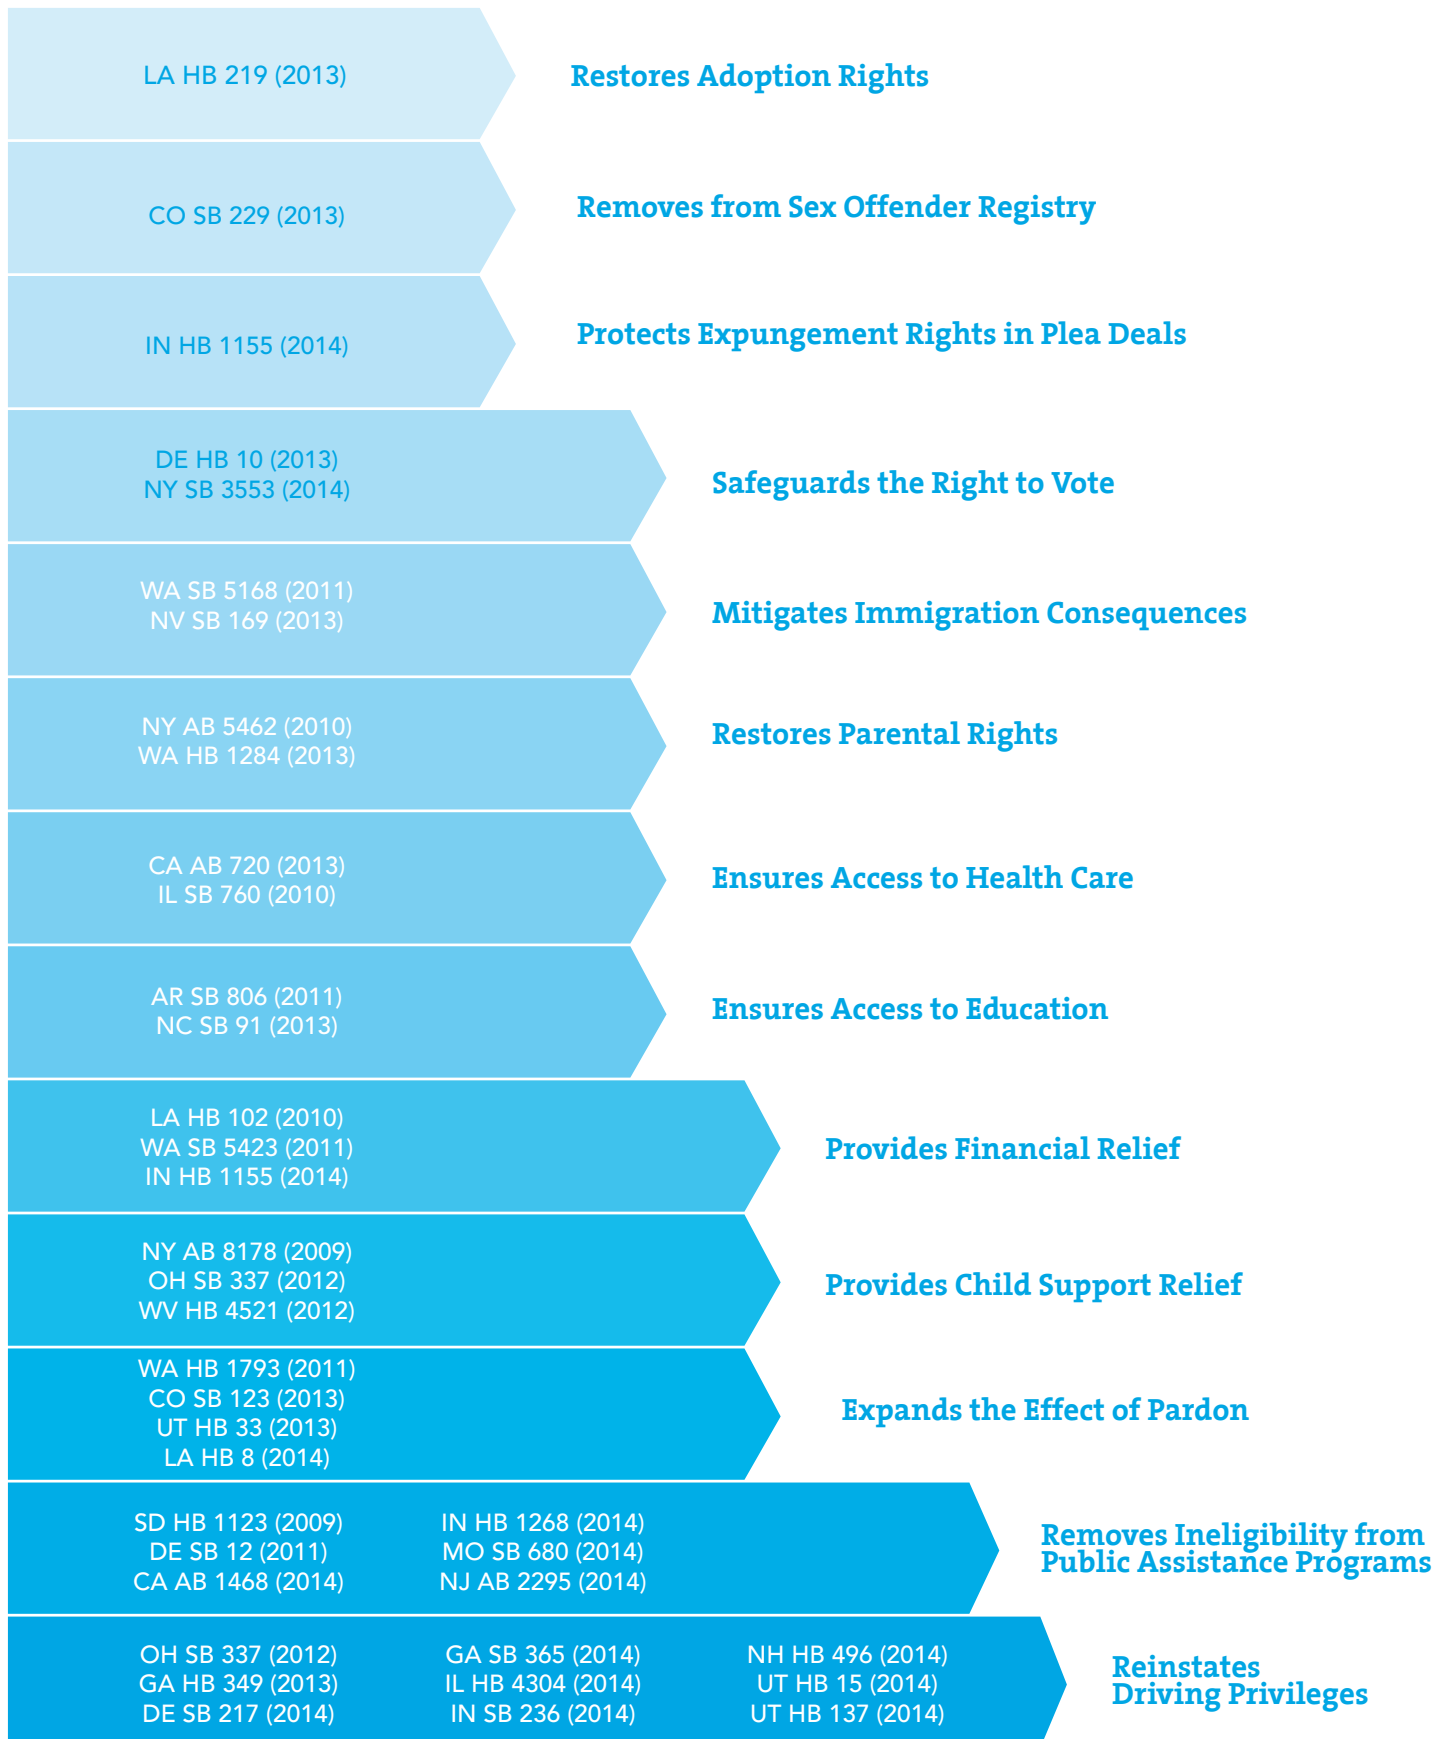 LA HB 219 (2013)
Restores Adoption Rights
CO SB 229 (2013)
Removes from Sex Offender Registry
IN HB 1155 (2014)
Protects Expungement Rights in Plea Deals
DE HB 10 (2013)
NY SB 3553 (2014)
Safeguards the Right to Vote
WA SB 5168 (2011)
NV SB 169 (2013)
Mitigates Immigration Consequences
NY AB 5462 (2010)
WA HB 1284 (2013)
Restores Parental Rights
CA AB 720 (2013)
IL SB 760 (2010)
Ensures Access to Health Care
AR SB 806 (2011)
NC SB 91 (2013)
Ensures Access to Education
LA HB 102 (2010)
WA SB 5423 (2011)
IN HB 1155 (2014)
Provides Financial Relief
NY AB 8178 (2009)
OH SB 337 (2012)
WV HB 4521 (2012)
Provides Child Support Relief
WA HB 1793 (2011)
CO SB 123 (2013)
UT HB 33 (2013)
LA HB 8 (2014)
Expands the Effect of Pardon
SD HB 1123 (2009)
DE SB 12 (2011)
CA AB 1468 (2014)
IN HB 1268 (2014)
MO SB 680 (2014)
NJ AB 2295 (2014)
Removes Ineligibility from
Public Assistance Programs
OH SB 337 (2012)
GA HB 349 (2013)
DE SB 217 (2014)
GA SB 365 (2014)
IL HB 4304 (2014)
IN SB 236 (2014)
NH HB 496 (2014)
UT HB 15 (2014)
UT HB 137 (2014)
Reinstates
Driving Privileges